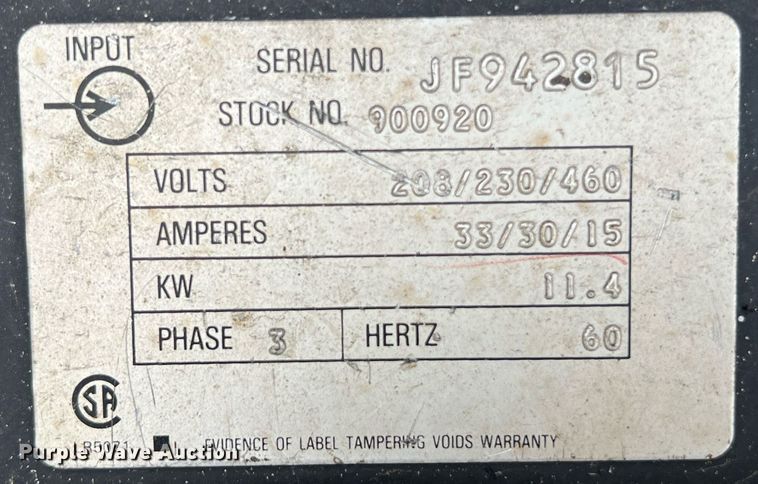 INPUT
SERIAL NO. JF942815
STOCK NO. 900920
VOLTS 208/230/460
AMPERES 33/30/15
KW 11.4
PHASE 3 HERTZ 60
SA
EVIDENCE OF LABEL TAMPERING VOIDS WARRANTY
Purple Wave Auction